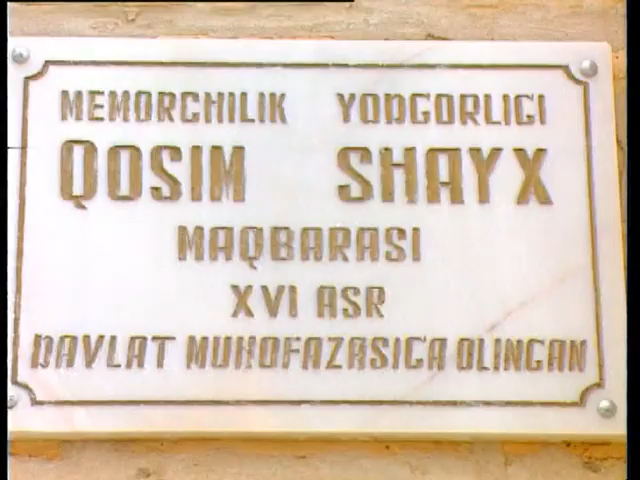 MEMORCHILIK YODGORLIGI
QOSIM SHAYX
MAQBARASI
XVI ASR
DAVLAT MUHOFAZASIGA OLINGAN